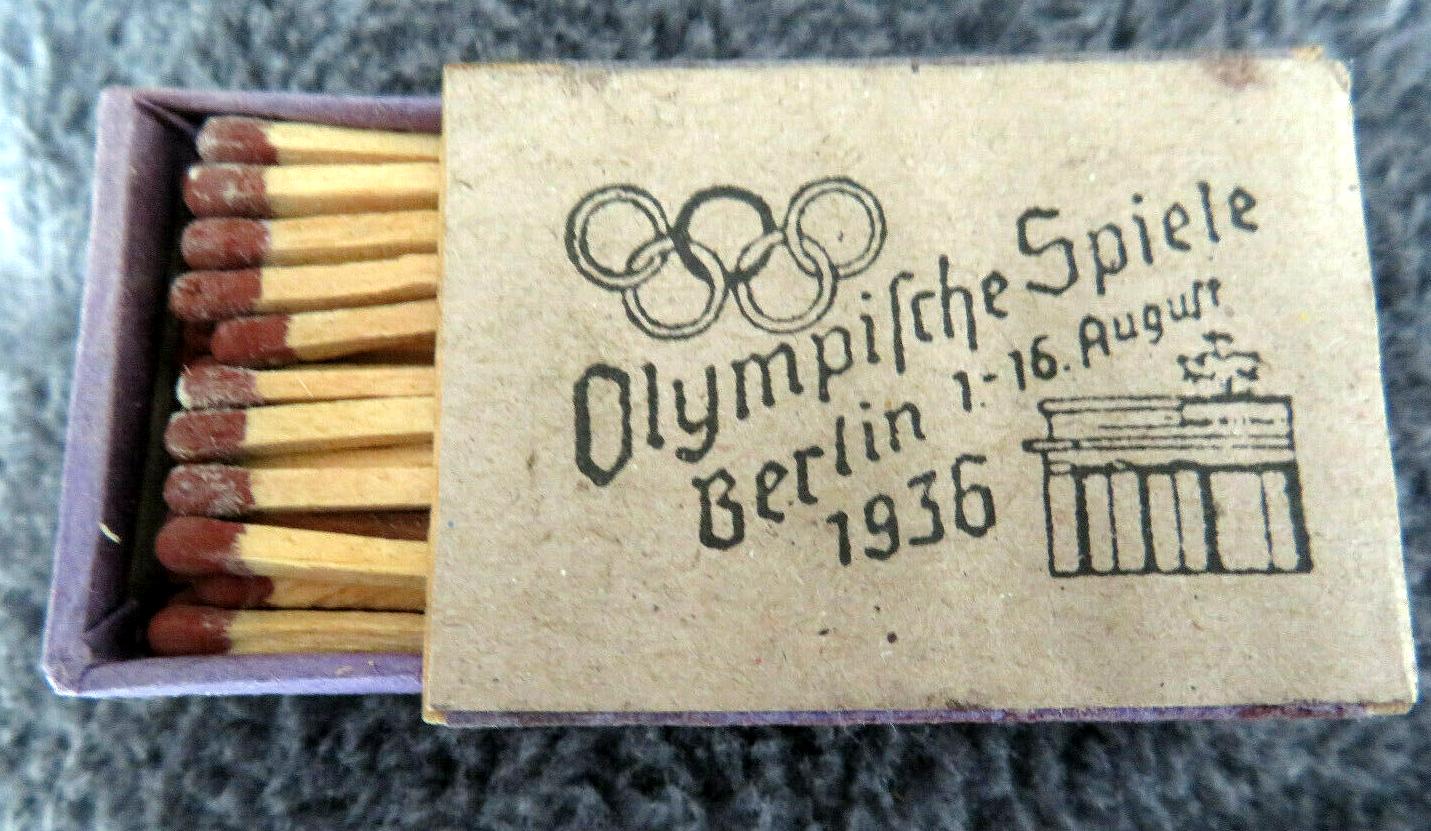 Olympiſche Spiele
Berlin 1.-16. Auguſt
1936